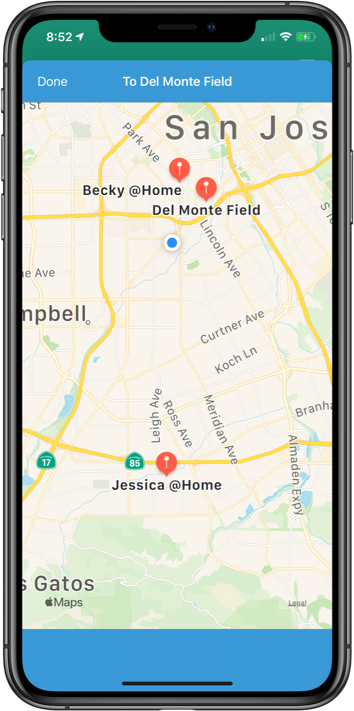 8:52
Done
To Del Monte Field
n St
Park Ave
San Jos
Becky @Home
Del Monte Field
Lincoln Ave
S 
ne Ave
mpbell
Curtner Ave
Koch Ln
Leigh Ave
Ross Ave
Meridian Ave
Branha
Almaden Expy
17
85
Jessica @Home
s Gatos
Maps
Legal